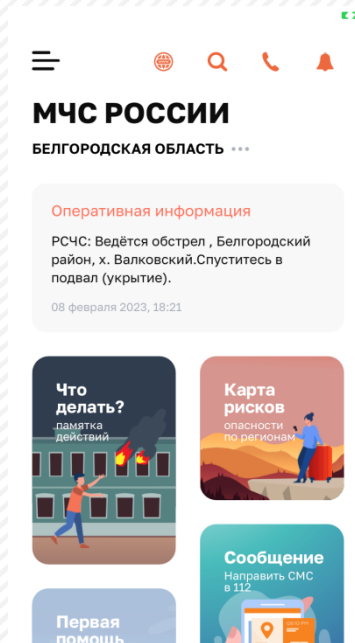 МЧС РОССИИ
БЕЛГОРОДСКАЯ ОБЛАСТЬ
Оперативная информация
РСЧС: Ведётся обстрел , Белгородский
район, х. Валковский.Спуститесь в
подвал (укрытие).
08 февраля 2023, 18:21
Что
делать?
памятка
действий
Карта
рисков
опасности
по регионам
Сообщение
Направить СМС
в 112
Первая
помощь